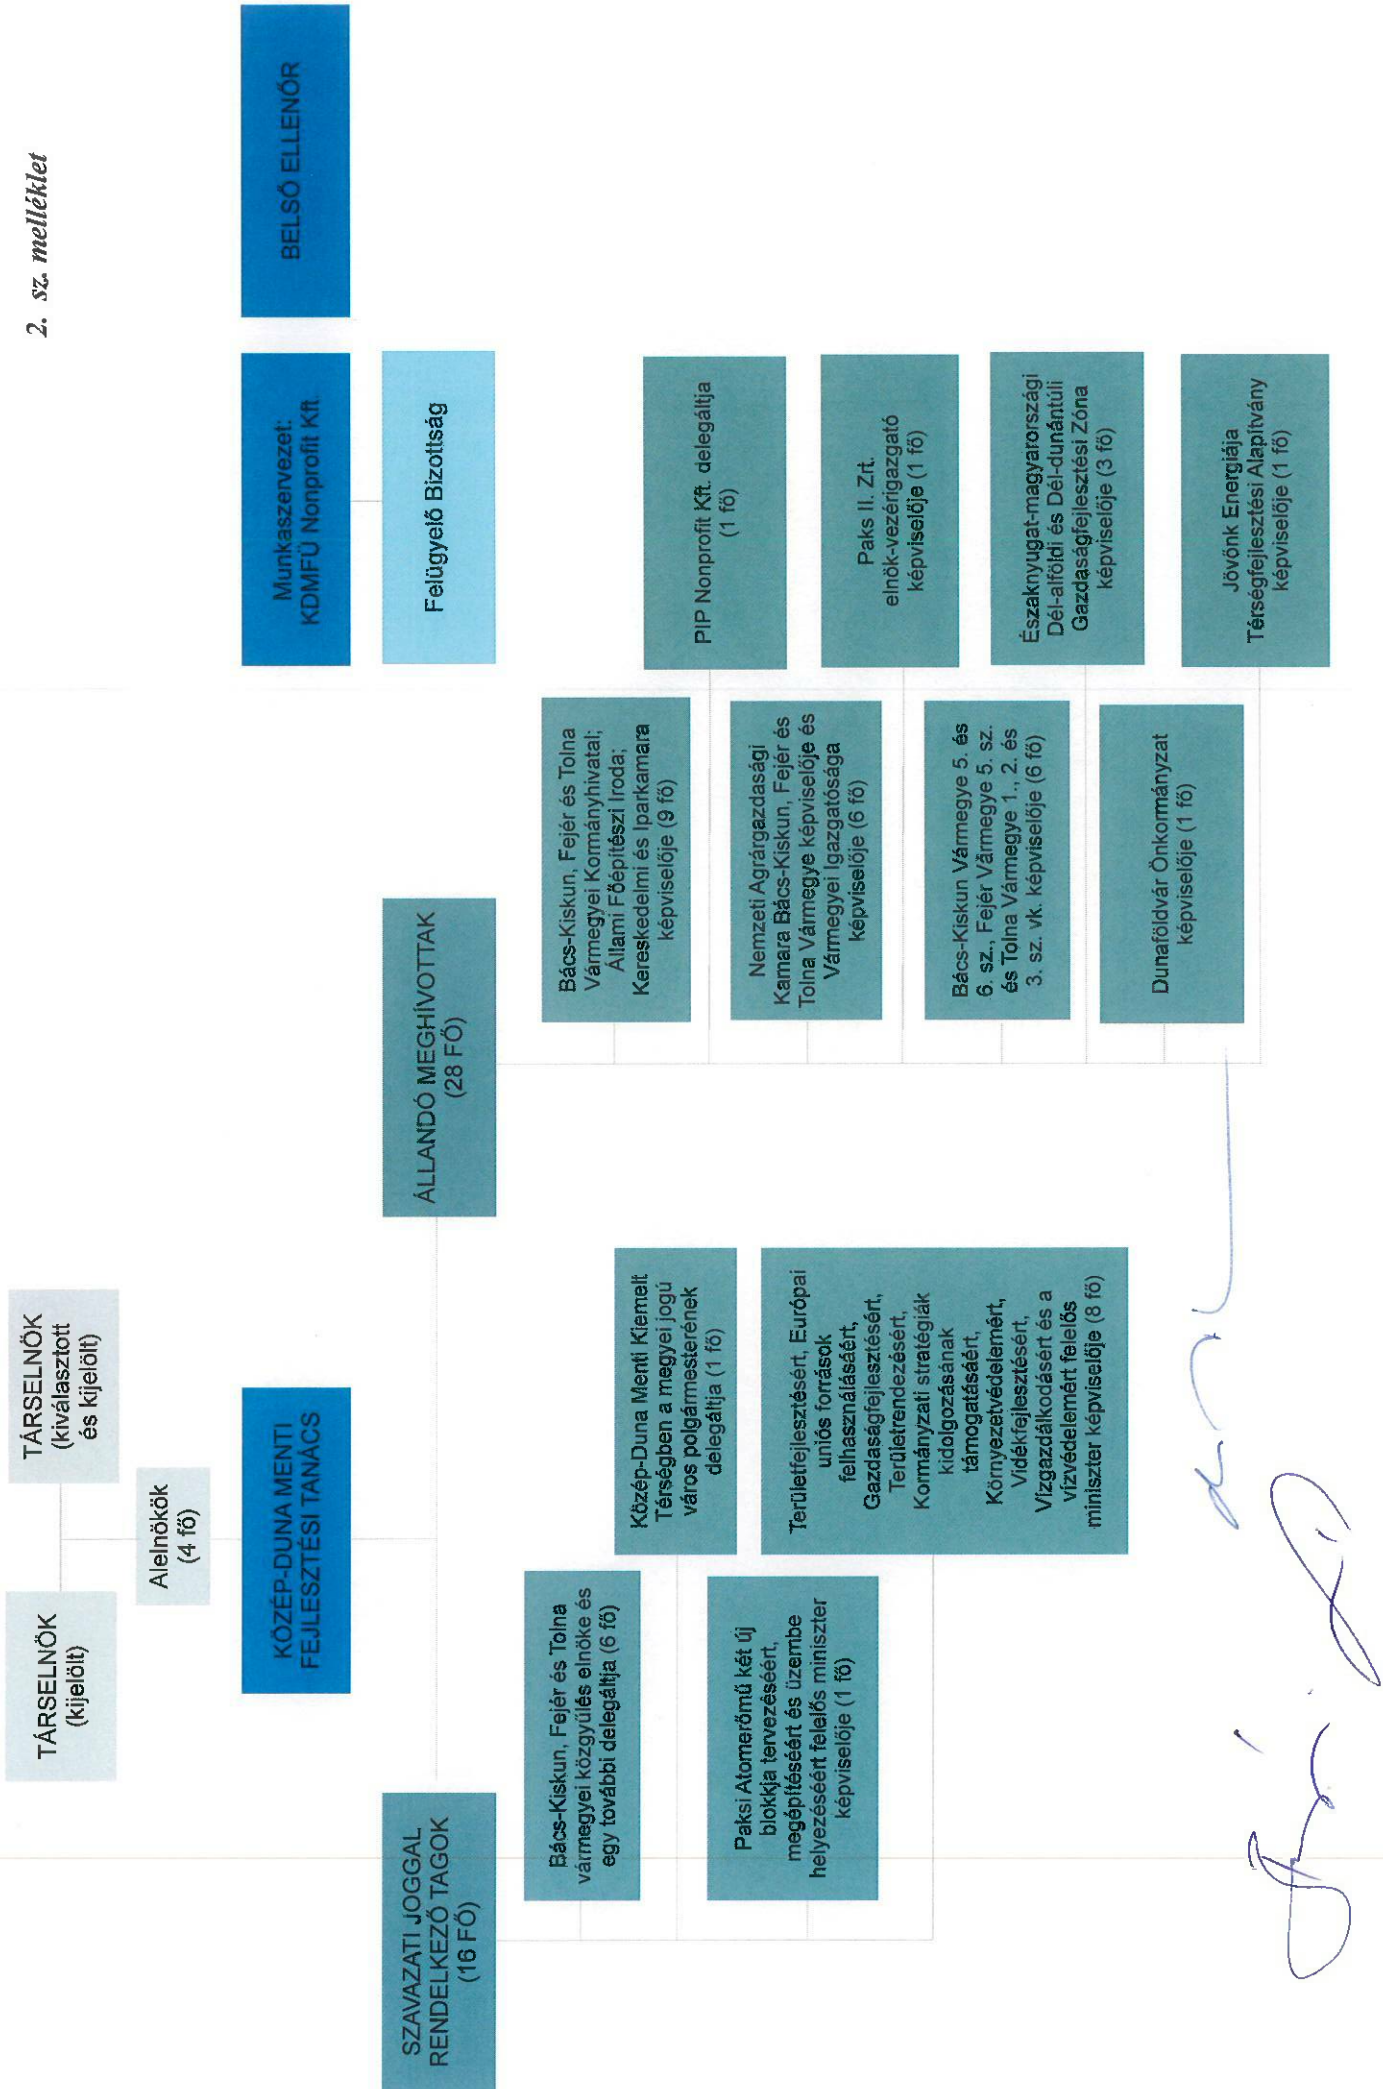 2. sz. melléklet
TÁRSELNÖK
(kijelölt)
TÁRSELNÖK
(kiválasztott
és kijelölt)
Alelnökök
(4 fő)
KÖZÉP-DUNA MENTI
FEJLESZTÉSI TANÁCS
Munkaszervezet:
KDMFÜ Nonprofit Kft.
BELSŐ ELLENŐR
Felügyelő Bizottság
SZAVAZATI JOGGAL
RENDELKEZŐ TAGOK
(16 FŐ)
Bács-Kiskun, Fejér és Tolna
vármegyei közgyűlés elnöke és
egy további delegáltja (6 fő)
Közép-Duna Menti Kiemelt
Térségben a megyei jogú
város polgármesterének
delegáltja (1 fő)
Paksi Atomerőmű két új
blokkja tervezéséért,
megépítéséért és üzembe
helyezéséért felelős miniszter
képviselője (1 fő)
Területfejlesztésért, Európai
uniós források
felhasználásáért,
Gazdaságfejlesztésért,
Területrendezésért,
Kormányzati stratégiák
kidolgozásának
támogatásáért,
Környezetvédelemért,
Vidékfejlesztésért,
Vízgazdálkodásért és a
vízvédelemért felelős
miniszter képviselője (8 fő)
ÁLLANDÓ MEGHÍVOTTAK
(28 FŐ)
Bács-Kiskun, Fejér és Tolna
Vármegyei Kormányhivatal;
Állami Főépítészi Iroda;
Kereskedelmi és Iparkamara
képviselője (9 fő)
PIP Nonprofit Kft. delegáltja
(1 fő)
Nemzeti Agrárgazdasági
Kamara Bács-Kiskun, Fejér és
Tolna Vármegye képviselője és
Vármegyei Igazgatósága
képviselője (6 fő)
Paks II. Zrt.
elnök-vezérigazgató
képviselője (1 fő)
Bács-Kiskun Vármegye 5. és
6. sz., Fejér Vármegye 5. sz.
és Tolna Vármegye 1., 2. és
3. sz. vk. képviselője (6 fő)
Északnyugat-magyarországi
Dél-alföldi és Dél-dunántúli
Gazdaságfejlesztési Zóna
képviselője (3 fő)
Dunaföldvár Önkormányzat
képviselője (1 fő)
Jövőnk Energiája
Térségfejlesztési Alapítvány
képviselője (1 fő)